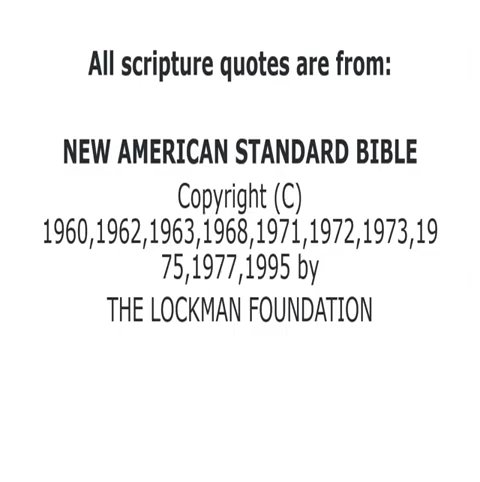 All scripture quotes are from:
NEW AMERICAN STANDARD BIBLE
Copyright (C)
1960,1962,1963,1968,1971,1972,1973,19
75,1977,1995 by
THE LOCKMAN FOUNDATION